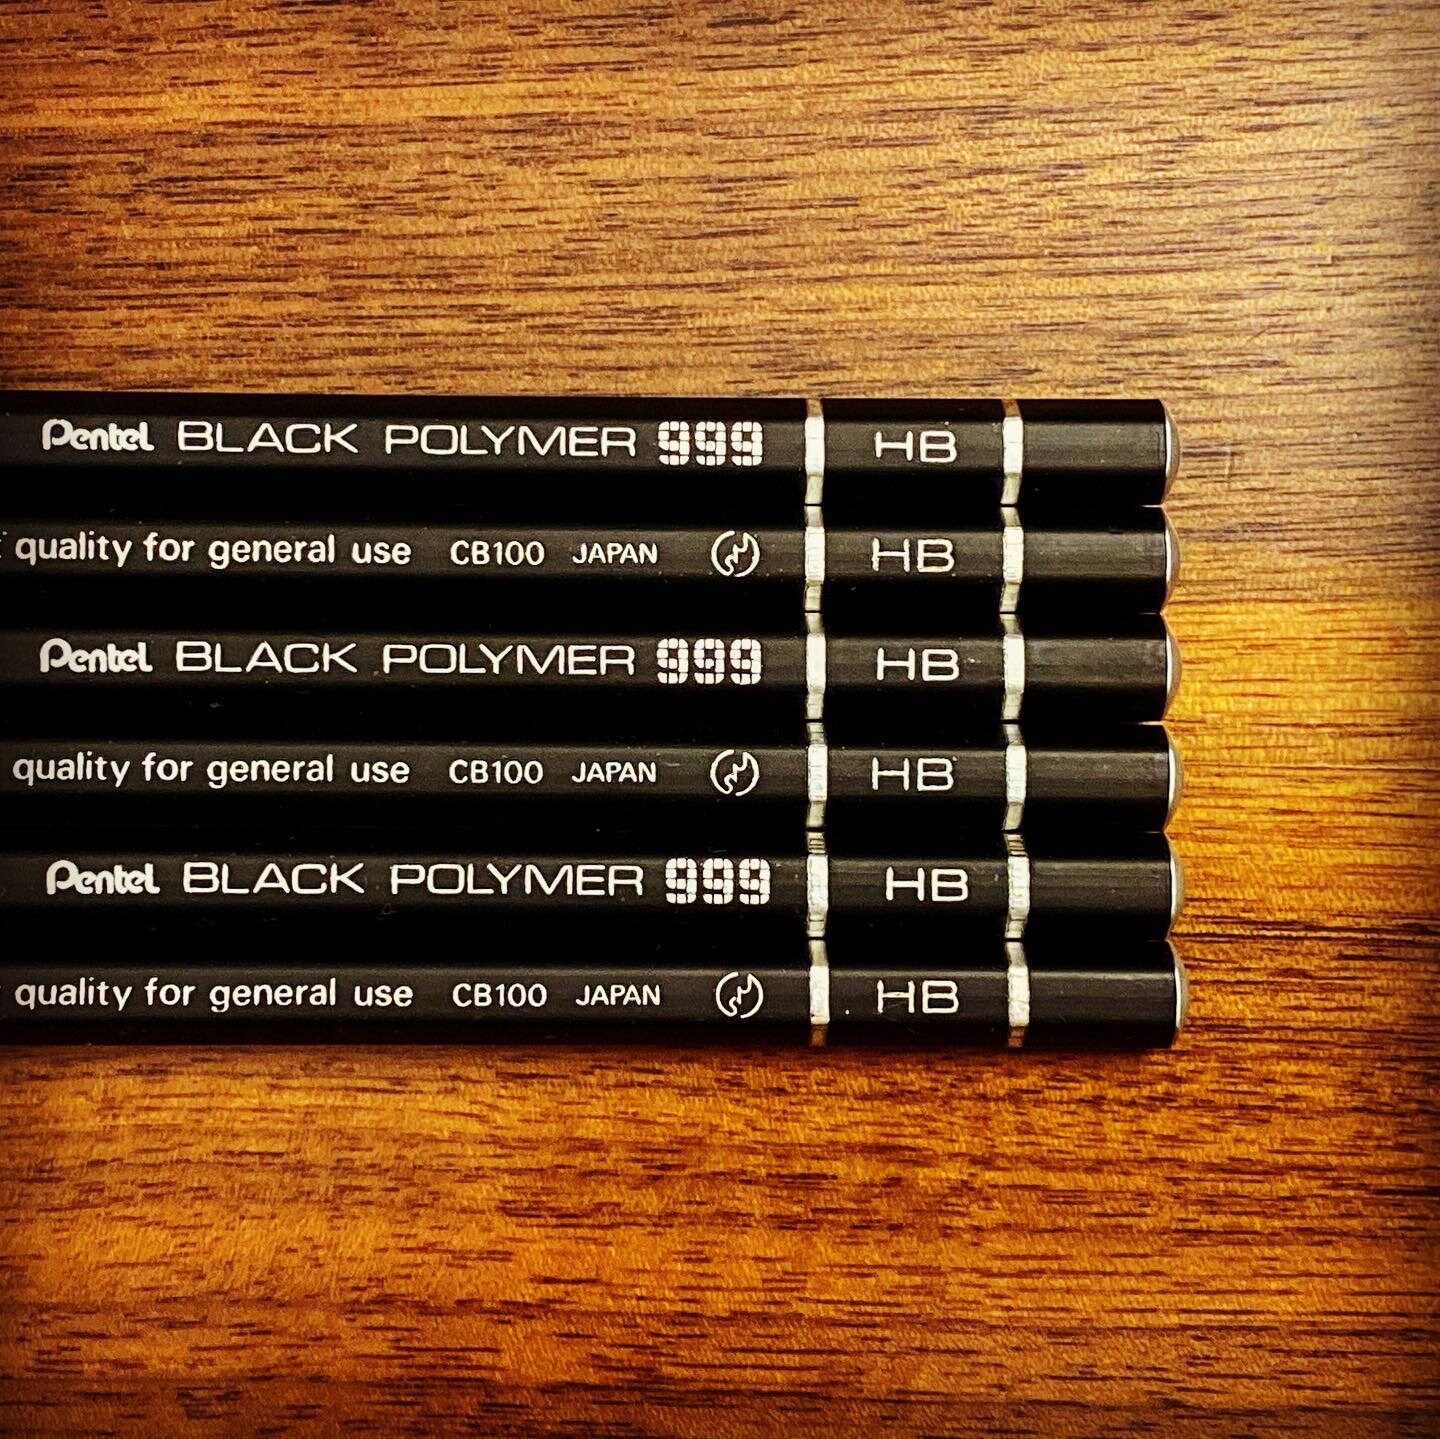 Pentel BLACK POLYMER 999 HB
quality for general use CB100 JAPAN HB
Pentel BLACK POLYMER 999 HB
quality for general use CB100 JAPAN HB
Pentel BLACK POLYMER 999 HB
quality for general use CB100 JAPAN HB